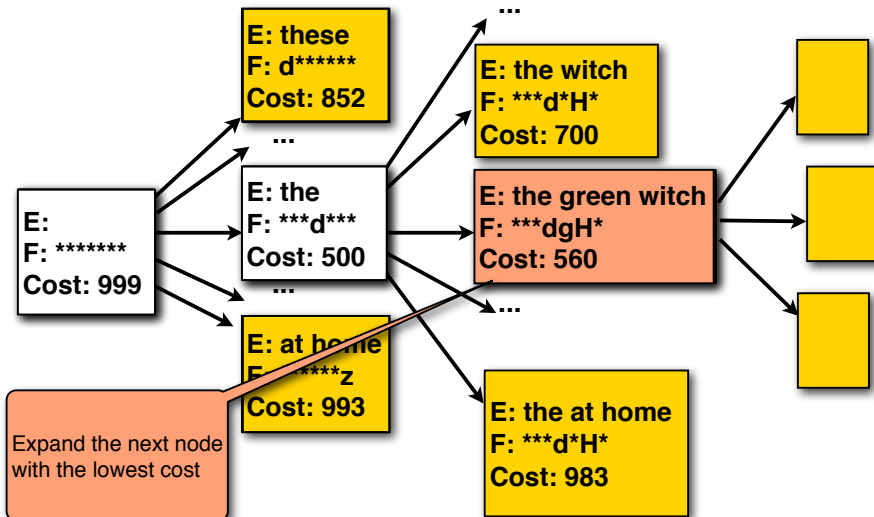 E:
F: *******
Cost: 999
E: these
F: d******
Cost: 852
...
E: the
F: ***d***
Cost: 500
...
E: at home
*****z
Cost: 993
Expand the next node
with the lowest cost
...
E: the witch
F: ***d*H*
Cost: 700
E: the green witch
F: ***dgH*
Cost: 560
...
E: the at home
F: ***d*H*
Cost: 983